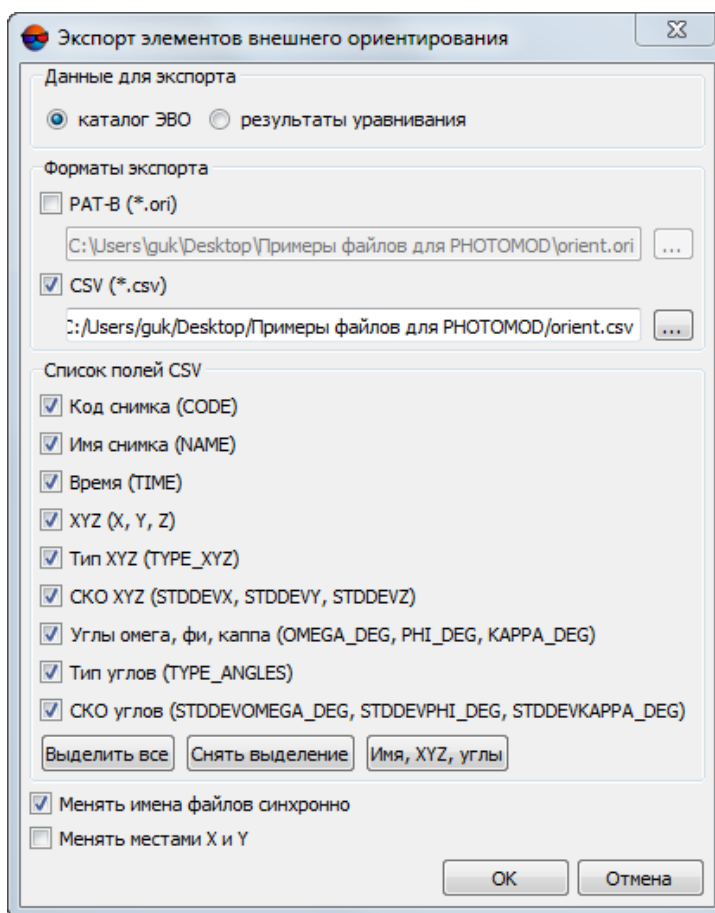 Экспорт элементов внешнего ориентирования
Данные для экспорта
каталог ЭВО результаты уравнивания
Форматы экспорта
PAT-B (*.ori)
C:\Users\guk\Desktop\Примеры файлов для PHOTOMOD\orient.ori ...
CSV (*.csv)
C:/Users/guk/Desktop/Примеры файлов для PHOTOMOD/orient.csv ...
Список полей CSV
Код снимка (CODE)
Имя снимка (NAME)
Время (TIME)
XYZ (X, Y, Z)
Тип XYZ (TYPE_XYZ)
СКО XYZ (STDDEVX, STDDEVY, STDDEVZ)
Углы омега, фи, каппа (OMEGA_DEG, PHI_DEG, KAPPA_DEG)
Тип углов (TYPE_ANGLES)
СКО углов (STDDEVOMEGA_DEG, STDDEVPHI_DEG, STDDEVKAPPA_DEG)
Выделить все Снять выделение Имя, XYZ, углы
Менять имена файлов синхронно
Менять местами X и Y
OK Отмена